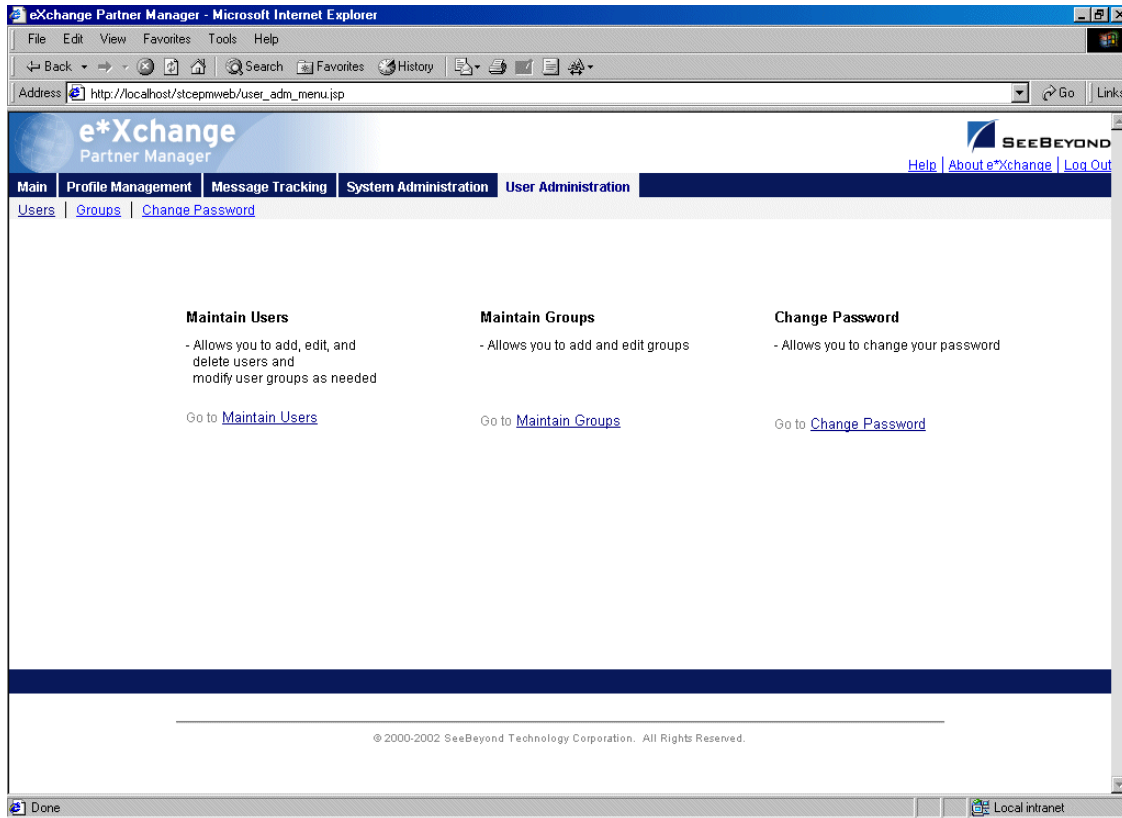 eXchange Partner Manager - Microsoft Internet Explorer
File Edit View Favorites Tools Help
Back Search Favorites History
Address http://localhost/stcepmweb/user_adm_menu.jsp Go Links
e*Xchange
Partner Manager
SEEBEYOND
Help | About e*Xchange | Log Out
Main Profile Management Message Tracking System Administration User Administration
Users | Groups | Change Password
Maintain Users Maintain Groups Change Password
- Allows you to add, edit, and - Allows you to add and edit groups - Allows you to change your password
delete users and
modify user groups as needed
Go to Maintain Users Go to Maintain Groups Go to Change Password
© 2000-2002 SeeBeyond Technology Corporation. All Rights Reserved.
Done Local intranet